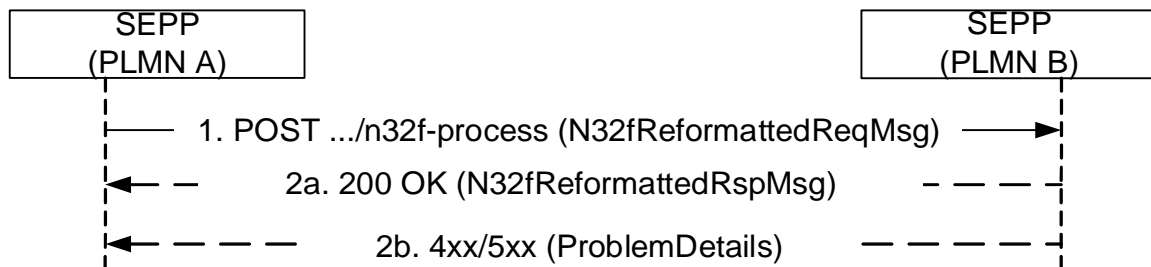 SEPP
(PLMN A)
SEPP
(PLMN B)
1. POST .../n32f-process (N32fReformattedReqMsg)
2a. 200 OK (N32fReformattedRspMsg)
2b. 4xx/5xx (ProblemDetails)